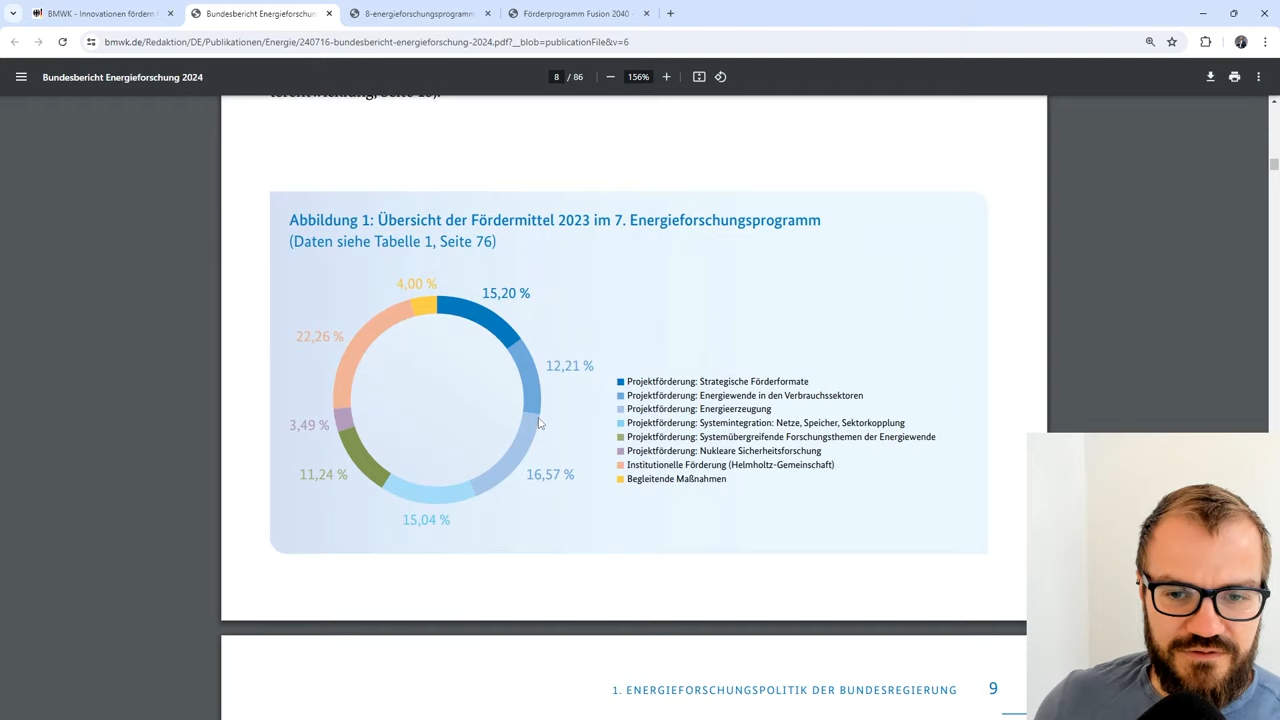 BMWK - Innovationen fördern
Bundesbericht Energieforschun
8-energieforschungsprogramm
Förderprogramm Fusion 2040 -
bmwk.de/Redaktion/DE/Publikationen/Energie/240716-bundesbericht-energieforschung-2024.pdf?__blob=publicationFile&v=6
Bundesbericht Energieforschung 2024
8 / 86
156%
Abbildung 1: Übersicht der Fördermittel 2023 im 7. Energieforschungsprogramm
(Daten siehe Tabelle 1, Seite 76)
4,00 %
15,20 %
22,26 %
12,21 %
3,49 %
11,24 %
16,57 %
15,04 %
Projektförderung: Strategische Förderformate
Projektförderung: Energiewende in den Verbrauchssektoren
Projektförderung: Energieerzeugung
Projektförderung: Systemintegration: Netze, Speicher, Sektorkopplung
Projektförderung: Systemübergreifende Forschungsthemen der Energiewende
Projektförderung: Nukleare Sicherheitsforschung
Institutionelle Förderung (Helmholtz-Gemeinschaft)
Begleitende Maßnahmen
1. ENERGIEFORSCHUNGSPOLITIK DER BUNDESREGIERUNG 9